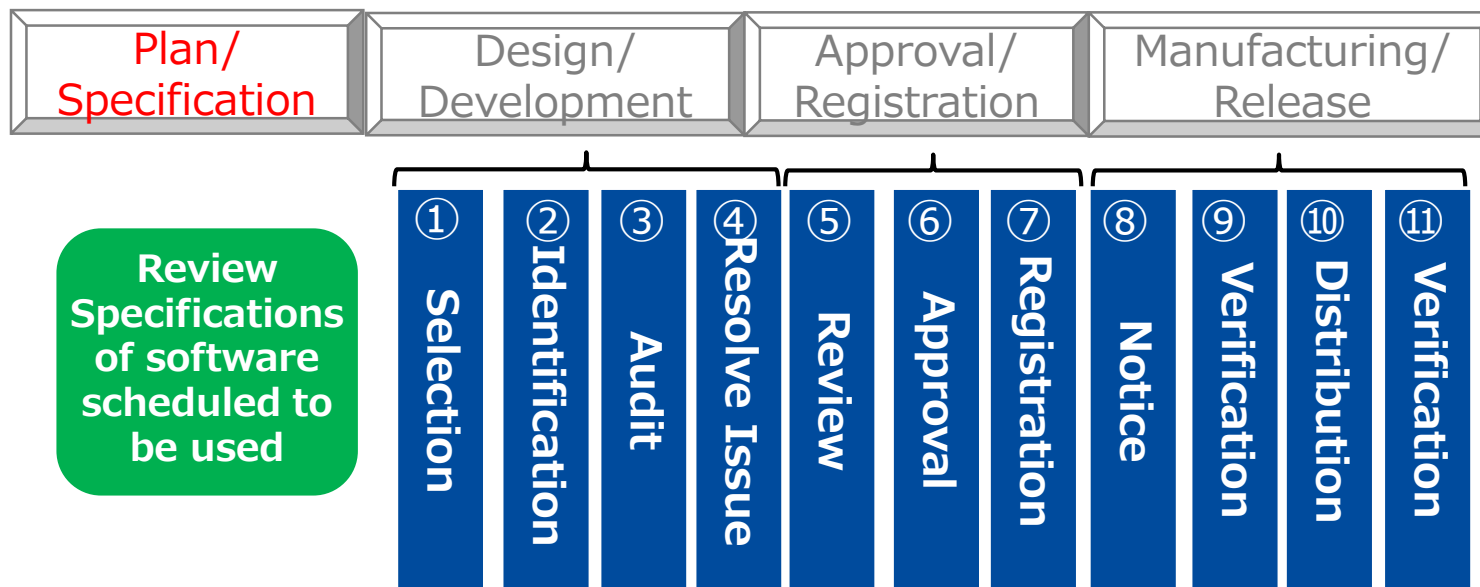 Plan/
Specification
Design/
Development
Approval/
Registration
Manufacturing/
Release
Review
Specifications
of software
scheduled to
be used
① Selection
② Identification
③ Audit
④ Resolve Issue
⑤ Review
⑥ Approval
⑦ Registration
⑧ Notice
⑨ Verification
⑩ Distribution
⑪ Verification